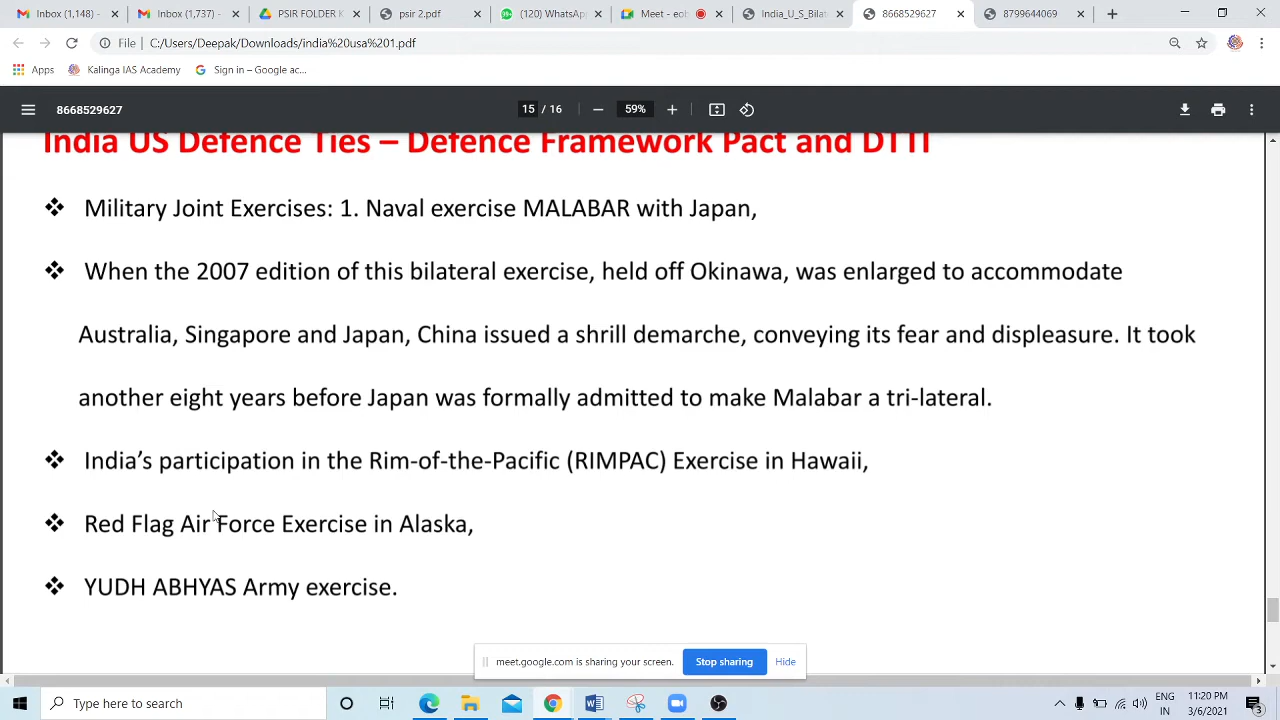 Inbox (1,148) -
Inbox (1,737) -
PSIR FOLDER
psir 2.pdf
(120) WhatsApp
Meet - eob
India_U_S_Bilat
8668529627
8799644063
File | C:/Users/Deepak/Downloads/india%20usa%201.pdf
Apps
Kalinga IAS Academy
Sign in – Google ac...
8668529627
15 / 16
59%
India US Defence Ties – Defence Framework Pact and DTTI
❖ Military Joint Exercises: 1. Naval exercise MALABAR with Japan,
❖ When the 2007 edition of this bilateral exercise, held off Okinawa, was enlarged to accommodate
Australia, Singapore and Japan, China issued a shrill demarche, conveying its fear and displeasure. It took
another eight years before Japan was formally admitted to make Malabar a tri-lateral.
❖ India’s participation in the Rim-of-the-Pacific (RIMPAC) Exercise in Hawaii,
❖ Red Flag Air Force Exercise in Alaska,
❖ YUDH ABHYAS Army exercise.
meet.google.com is sharing your screen.
Stop sharing
Hide
Type here to search
ENG
IN
11:20 PM
3/6/2021
3